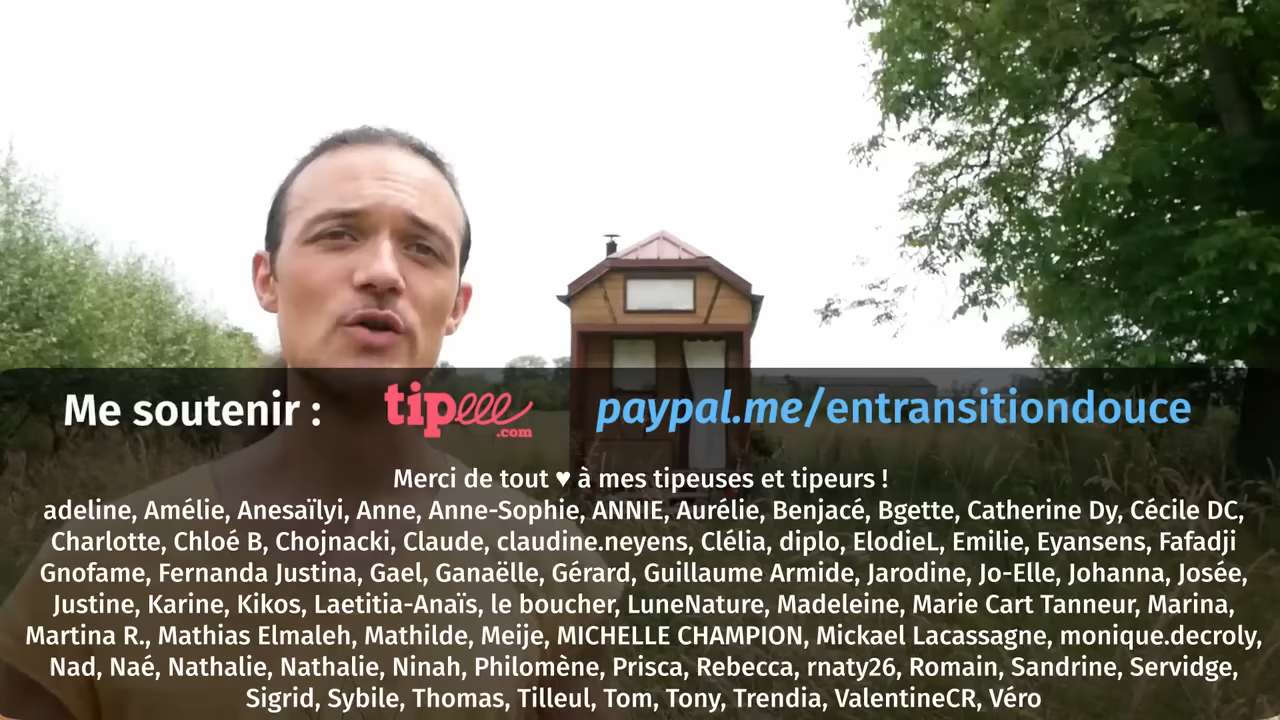 Me soutenir : tipeee.com paypal.me/entransitiondouce
Merci de tout ♥ à mes tipeuses et tipeurs !
adeline, Amélie, Anesaïlyi, Anne, Anne-Sophie, ANNIE, Aurélie, Benjacé, Bgette, Catherine Dy, Cécile DC,
Charlotte, Chloé B, Chojnacki, Claude, claudine.neyens, Clélia, diplo, ElodieL, Emilie, Eyansens, Fafadji
Gnofame, Fernanda Justina, Gael, Ganaëlle, Gérard, Guillaume Armide, Jarodine, Jo-Elle, Johanna, Josée,
Justine, Karine, Kikos, Laetitia-Anaïs, le boucher, LuneNature, Madeleine, Marie Cart Tanneur, Marina,
Martina R., Mathias Elmaleh, Mathilde, Meije, MICHELLE CHAMPION, Mickael Lacassagne, monique.decroly,
Nad, Naé, Nathalie, Nathalie, Ninah, Philomène, Prisca, Rebecca, rnaty26, Romain, Sandrine, Servidge,
Sigrid, Sybile, Thomas, Tilleul, Tom, Tony, Trendia, ValentineCR, Véro